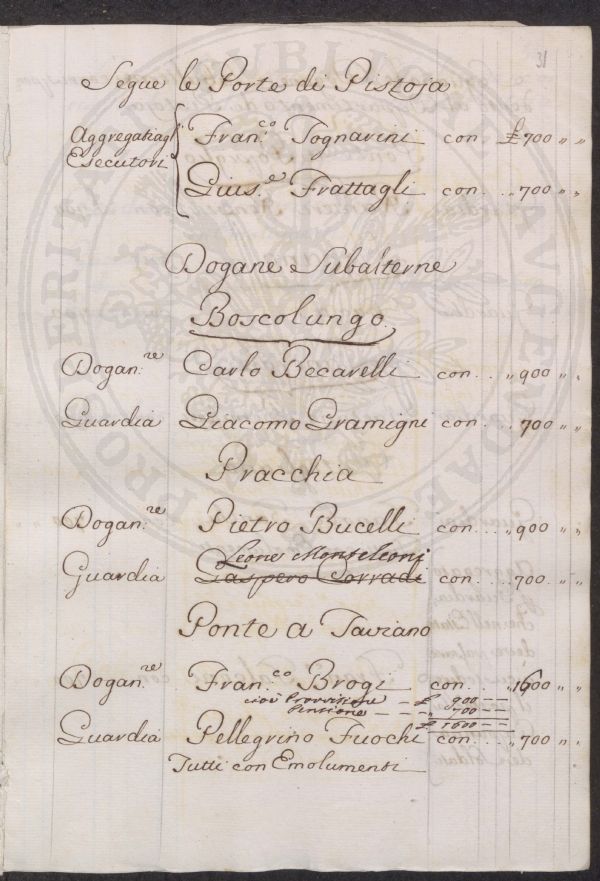 31
Segue le Porte di Pistoja
Aggregati agl' Esecutori { Fran.co Tognarini con £ 700 „ „
Gius.e Frattagli con . . „ 700 „ „
Dogane Subalterne
Boscolungo
Dogan.re Carlo Becarelli con . . . „ 900 „ „
Guardia Giacomo Gramigni con . . . „ 700 „ „
Pracchia
Dogan.re Pietro Bucelli con . . . „ 900 „ „
Leone Monteleoni
Guardia Gaspero Corradi con . . . „ 700 „ „
Ponte a Taviano
Dogan.re Fran.co Brogi con . . . „ 1600 „ „
cioè Provvisione - £ 900 - -
Pensione - - „ 700 - -
£ 1600 - -
Guardia Pellegrino Fuochi con . . . „ 700 „ „
Tutti con Emolumenti